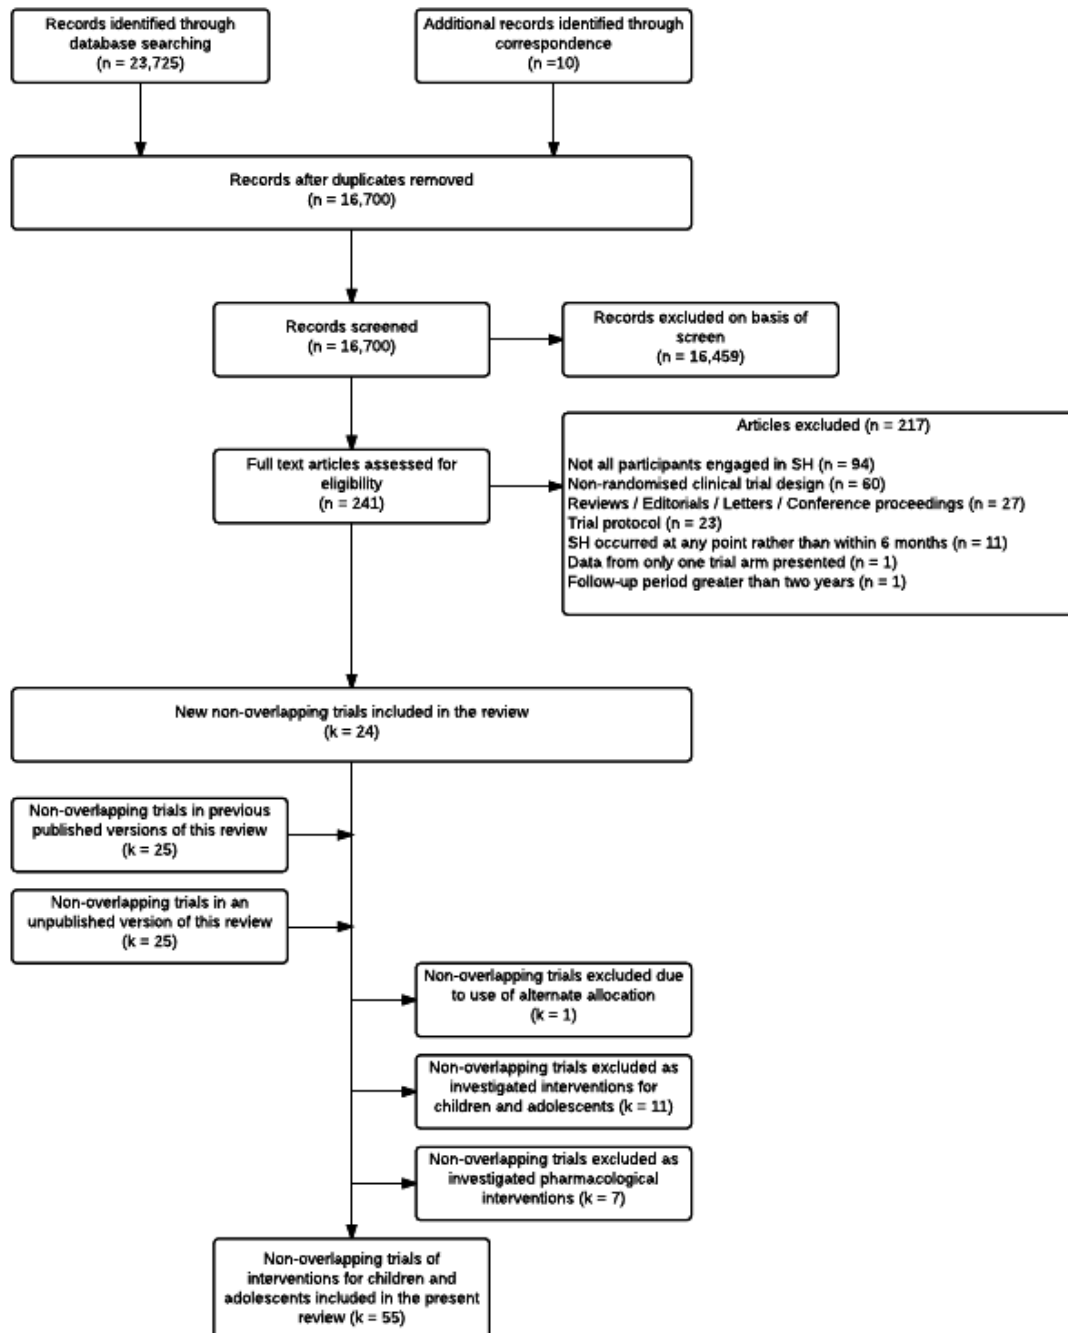 Records identified through
database searching
(n = 23,725)
Additional records identified through
correspondence
(n =10)
Records after duplicates removed
(n = 16,700)
Records screened
(n = 16,700)
Records excluded on basis of
screen
(n = 16,459)
Full text articles assessed for
eligibility
(n = 241)
Articles excluded (n = 217)
Not all participants engaged in SH (n = 94)
Non-randomised clinical trial design (n = 60)
Reviews / Editorials / Letters / Conference proceedings (n = 27)
Trial protocol (n = 23)
SH occurred at any point rather than within 6 months (n = 11)
Data from only one trial arm presented (n = 1)
Follow-up period greater than two years (n = 1)
New non-overlapping trials included in the review
(k = 24)
Non-overlapping trials in previous
published versions of this review
(k = 25)
Non-overlapping trials in an
unpublished version of this review
(k = 25)
Non-overlapping trials excluded due
to use of alternate allocation
(k = 1)
Non-overlapping trials excluded as
investigated interventions for
children and adolescents (k = 11)
Non-overlapping trials excluded as
investigated pharmacological
interventions (k = 7)
Non-overlapping trials of
interventions for children and
adolescents included in the present
review (k = 55)